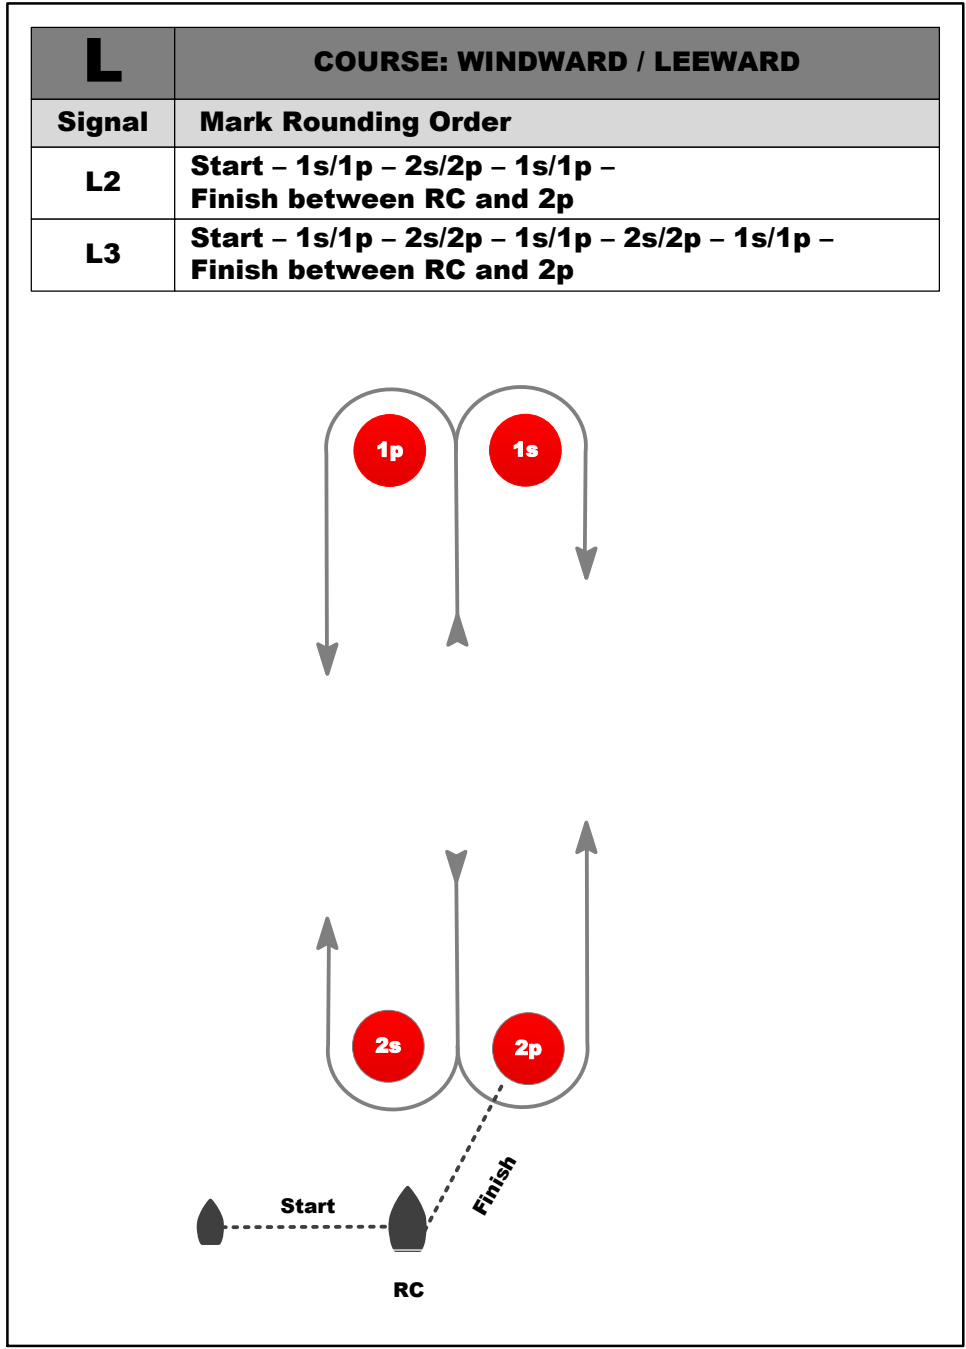 L COURSE: WINDWARD / LEEWARD
Signal Mark Rounding Order
L2 Start – 1s/1p – 2s/2p – 1s/1p –
Finish between RC and 2p
L3 Start – 1s/1p – 2s/2p – 1s/1p – 2s/2p – 1s/1p –
Finish between RC and 2p
1p 1s
2s 2p
Finish
Start
RC